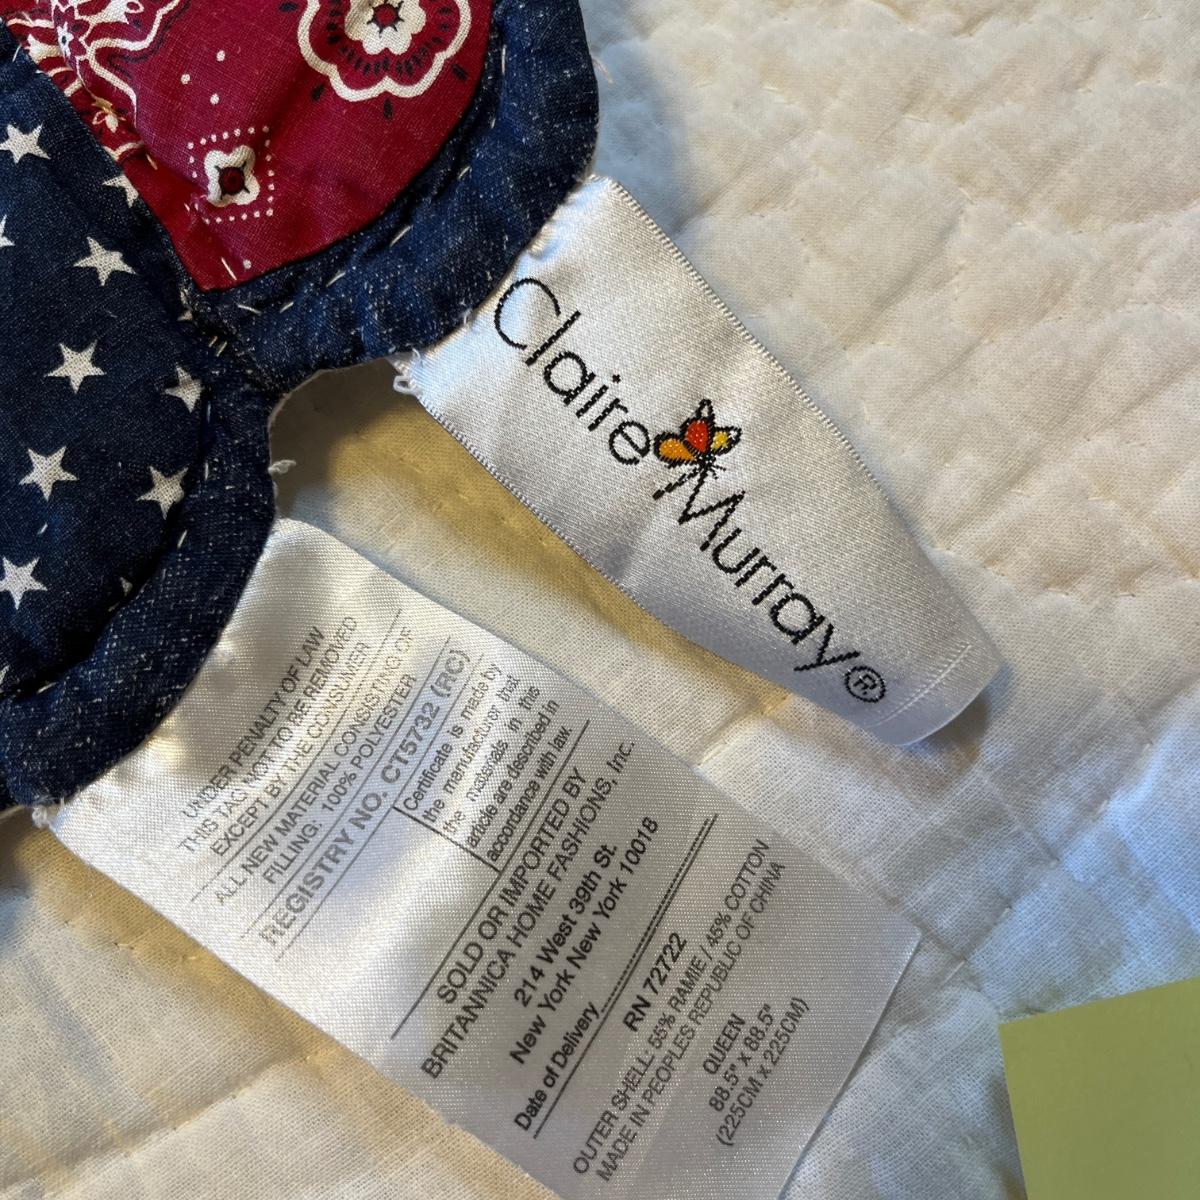 Claire Murray®
UNDER PENALTY OF LAW
THIS TAG NOT TO BE REMOVED
EXCEPT BY THE CONSUMER
ALL NEW MATERIAL CONSISTING OF
FILLING: 100% POLYESTER
REGISTRY NO. CT5732 (RC)
Certificate is made by
the manufacturer that
the materials in this
article are described in
accordance with law.
SOLD OR IMPORTED BY
BRITANNICA HOME FASHIONS, Inc.
214 West 39th St.
New York New York 10018
Date of Delivery
RN 72722
OUTER SHELL: 55% RAMIE / 45% COTTON
MADE IN PEOPLES REPUBLIC OF CHINA
QUEEN
88.5" X 88.5"
(225CM x 225CM)